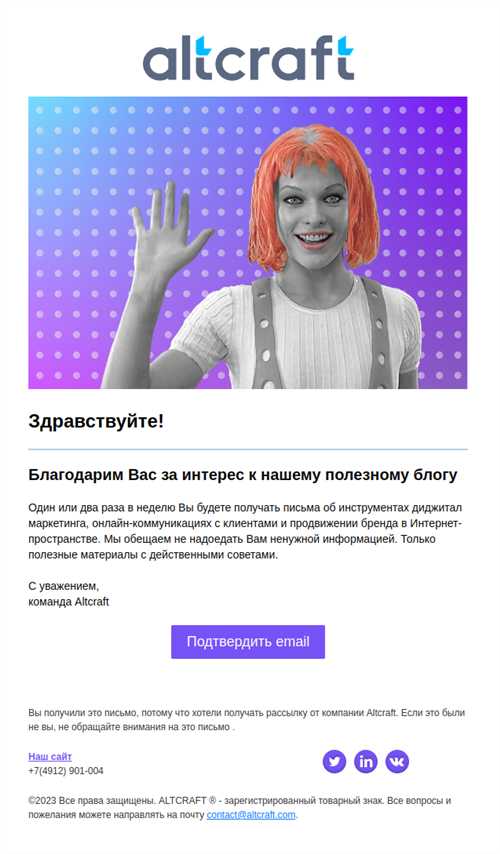 altcraft
Здравствуйте!
Благодарим Вас за интерес к нашему полезному блогу
Один или два раза в неделю Вы будете получать письма об инструментах диджитал
маркетинга, онлайн-коммуникациях с клиентами и продвижении бренда в Интернет-
пространстве. Мы обещаем не надоедать Вам ненужной информацией. Только
полезные материалы с действенными советами.
С уважением,
команда Altcraft
Подтвердить email
Вы получили это письмо, потому что хотели получать рассылку от компании Altcraft. Если это были
не вы, не обращайте внимания на это письмо .
Наш сайт
+7(4912) 901-004
©2023 Все права защищены. ALTCRAFT ® - зарегистрированный товарный знак. Все вопросы и
пожелания можете направлять на почту contact@altcraft.com.